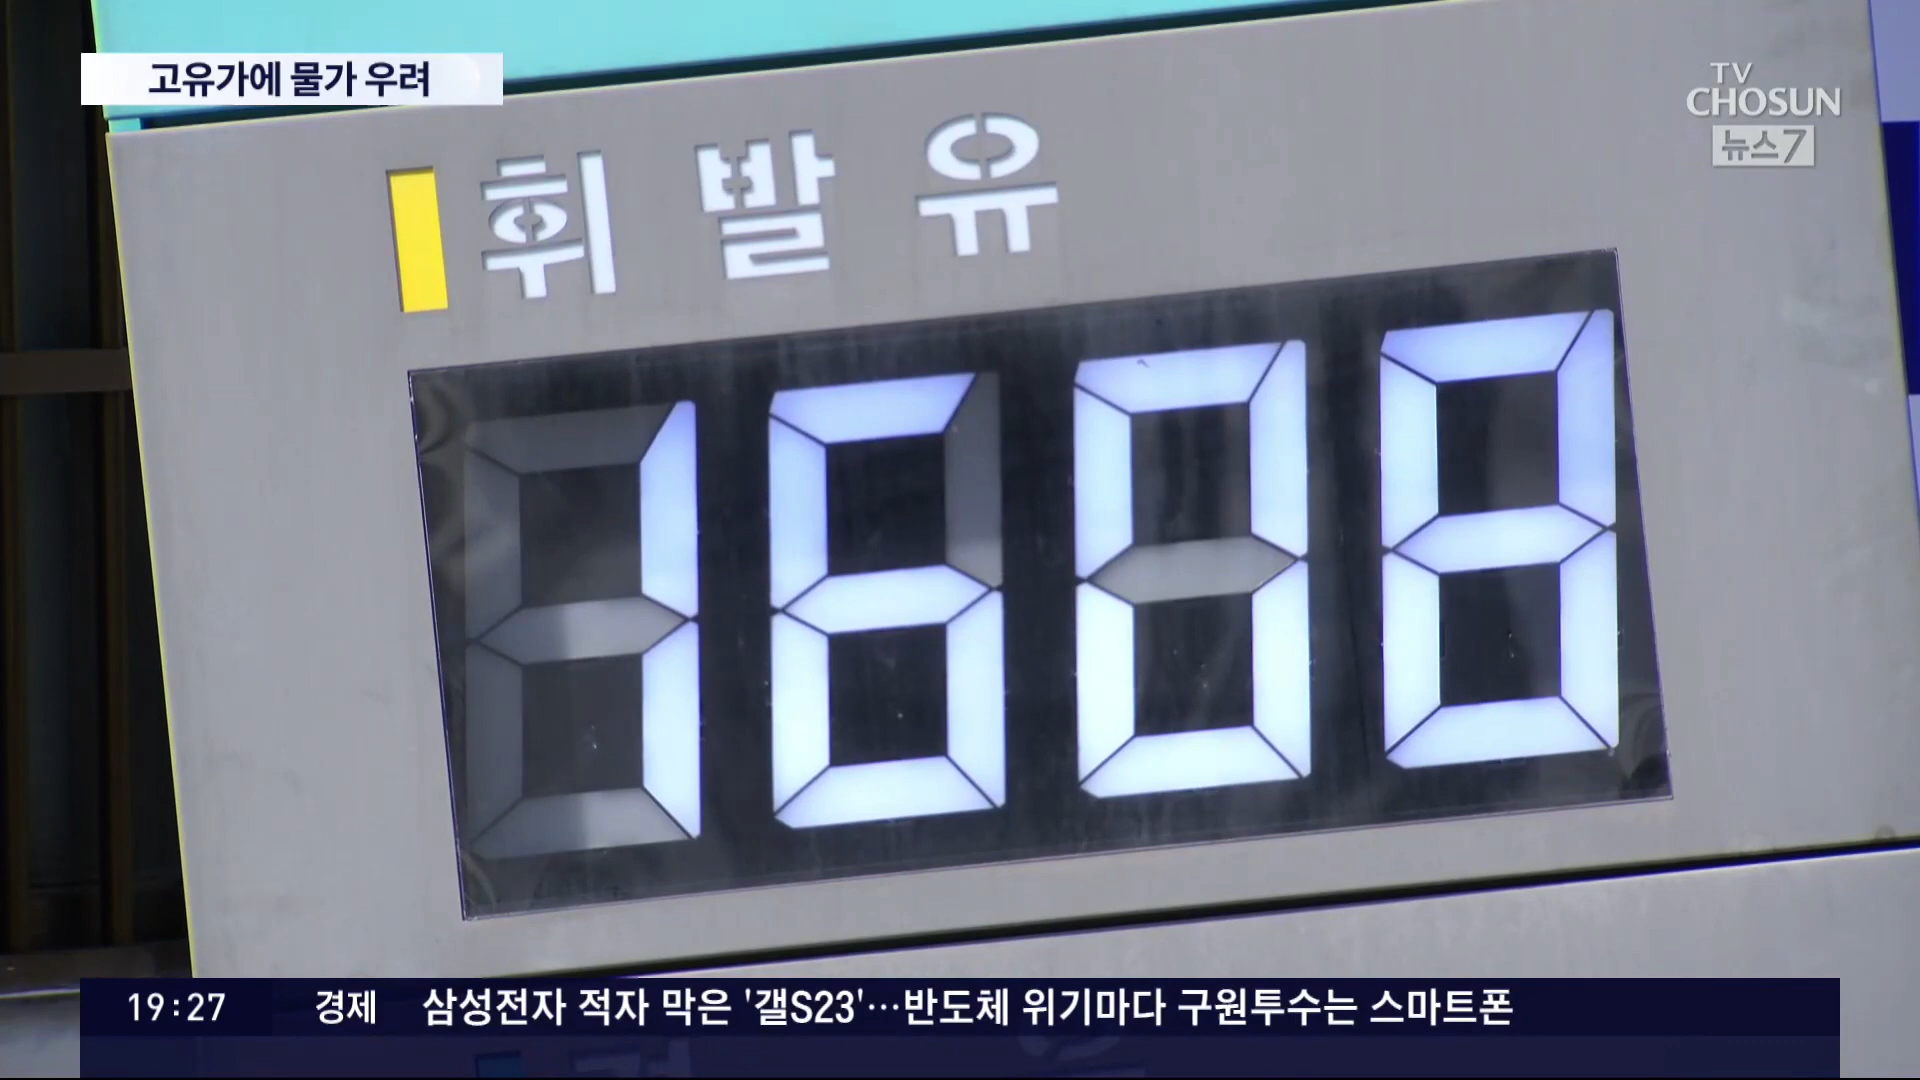 고유가에 물가 우려
TV
CHOSUN
뉴스7
휘발유
1608
19:27 경제 삼성전자 적자 막은 '갤S23'…반도체 위기마다 구원투수는 스마트폰